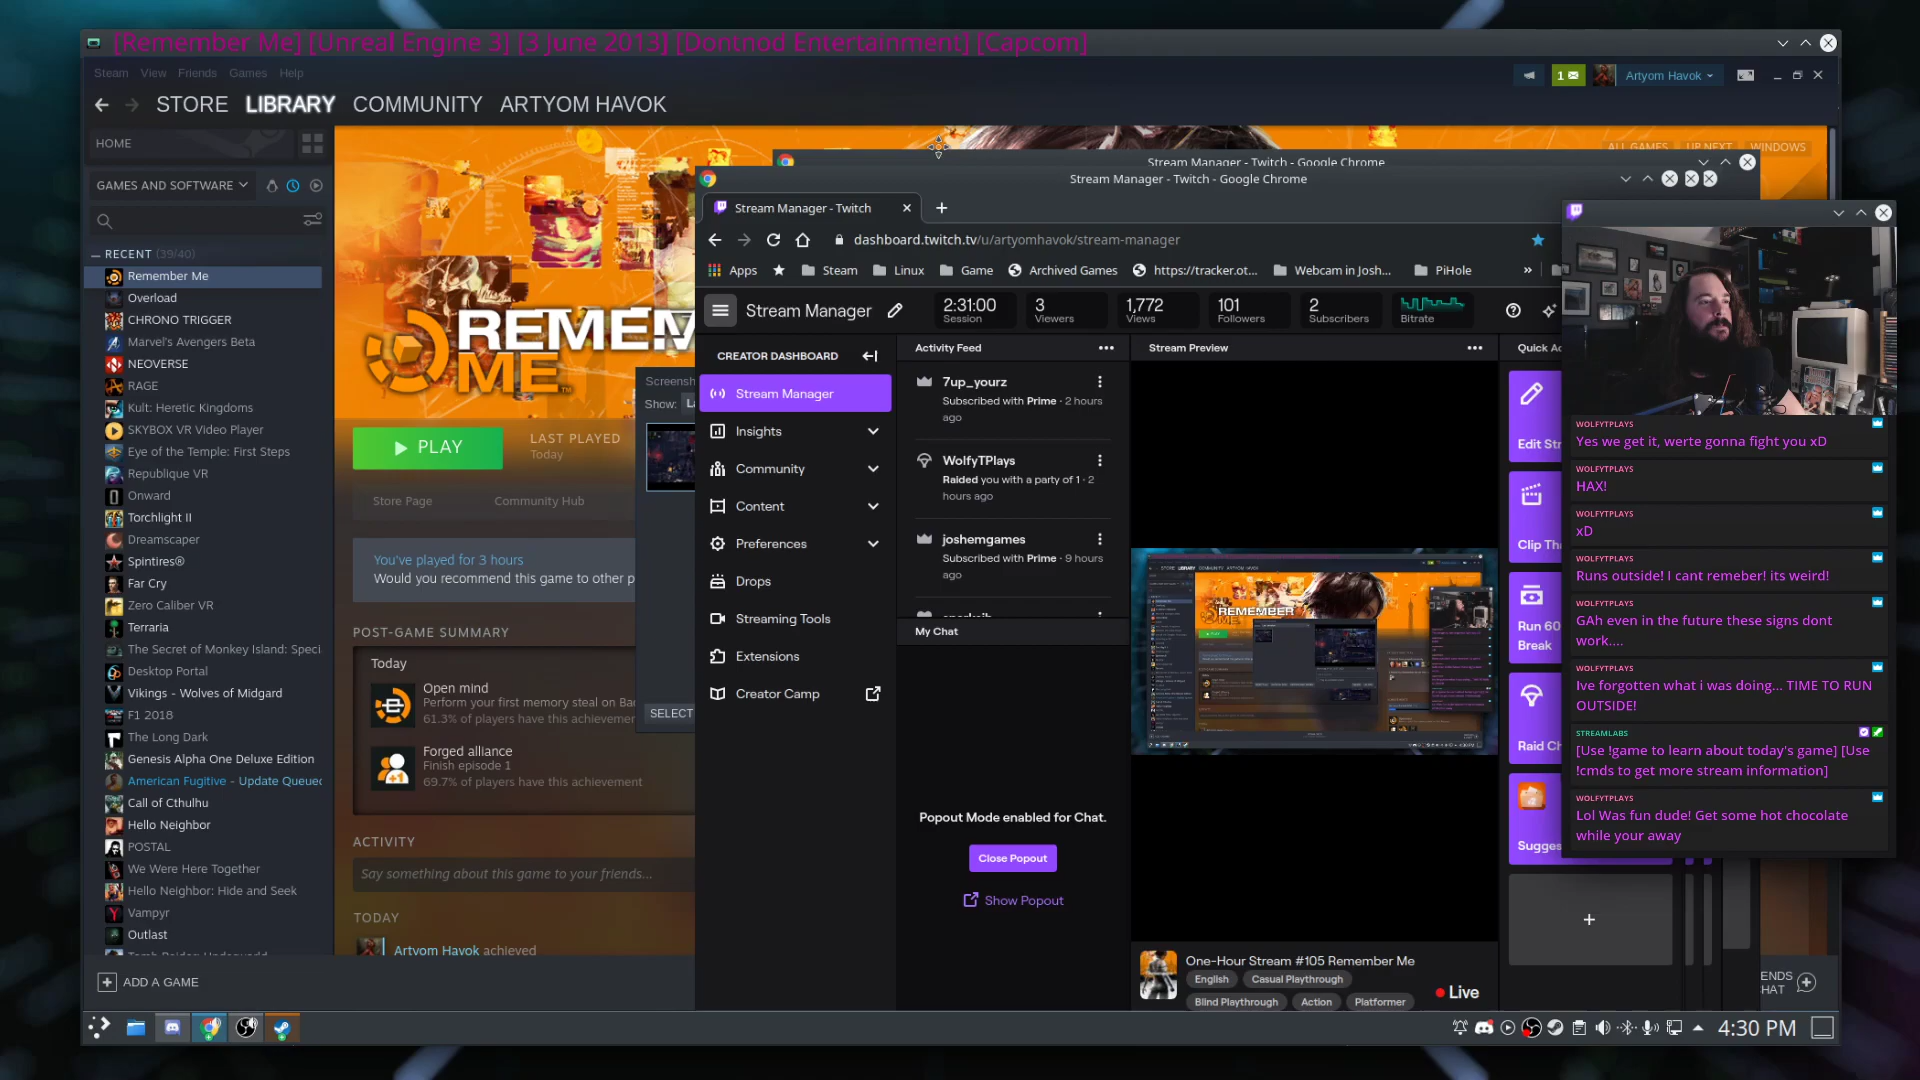 [Remember Me] [Unreal Engine 3] [3 June 2013] [Dontnod Entertainment] [Capcom]
Steam View Friends Games Help
1
Artyom Havok
STORE LIBRARY COMMUNITY ARTYOM HAVOK
HOME
GAMES AND SOFTWARE
RECENT (39/40)
Remember Me
Overload
CHRONO TRIGGER
Marvel's Avengers Beta
NEOVERSE
RAGE
Kult: Heretic Kingdoms
SKYBOX VR Video Player
Eye of the Temple: First Steps
Republique VR
Onward
Torchlight II
Dreamscaper
Spintires®
Far Cry
Zero Caliber VR
Terraria
The Secret of Monkey Island: Speci
Desktop Portal
Vikings - Wolves of Midgard
F1 2018
The Long Dark
Genesis Alpha One Deluxe Edition
American Fugitive - Update Queued
Call of Cthulhu
Hello Neighbor
POSTAL
We Were Here Together
Hello Neighbor: Hide and Seek
Vampyr
Outlast
ADD A GAME
ALL GAMES UP NEXT WINDOWS
REMEM
ME
PLAY
LAST PLAYED
Today
Store Page
Community Hub
You've played for 3 hours
Would you recommend this game to other p
POST-GAME SUMMARY
Today
Open mind
Perform your first memory steal on Ba
61.3% of players have this achieveme
Forged alliance
Finish episode 1
69.7% of players have this achievement
ACTIVITY
Say something about this game to your friends...
TODAY
Artyom Havok achieved
Screensh
Show: La
SELECT
Stream Manager - Twitch - Google Chrome
Stream Manager - Twitch - Google Chrome
Stream Manager - Twitch
dashboard.twitch.tv/u/artyomhavok/stream-manager
Apps
Steam
Linux
Game
Archived Games
https://tracker.ot...
Webcam in Josh...
PiHole
»
Stream Manager
2:31:00
Session
3
Viewers
1,772
Views
101
Followers
2
Subscribers
Bitrate
CREATOR DASHBOARD
Stream Manager
Insights
Community
Content
Preferences
Drops
Streaming Tools
Extensions
Creator Camp
Activity Feed
7up_yourz
Subscribed with Prime · 2 hours
ago
WolfyTPlays
Raided you with a party of 1 · 2
hours ago
joshemgames
Subscribed with Prime · 9 hours
ago
My Chat
Popout Mode enabled for Chat.
Close Popout
Show Popout
Stream Preview
REMEMBER
One-Hour Stream #105 Remember Me
English
Casual Playthrough
Blind Playthrough
Action
Platformer
Live
Quick Ac
Edit Str
Clip Th
Run 60
Break
Raid Ch
Sugges
+
WOLFYTPLAYS
Yes we get it, werte gonna fight you xD
WOLFYTPLAYS
HAX!
WOLFYTPLAYS
xD
WOLFYTPLAYS
Runs outside! I cant remeber! its weird!
WOLFYTPLAYS
GAh even in the future these signs dont
work....
WOLFYTPLAYS
Ive forgotten what i was doing... TIME TO RUN
OUTSIDE!
STREAMLABS
[Use !game to learn about today's game] [Use
!cmds to get more stream information]
WOLFYTPLAYS
Lol Was fun dude! Get some hot chocolate
while your away
ENDS
HAT
4:30 PM